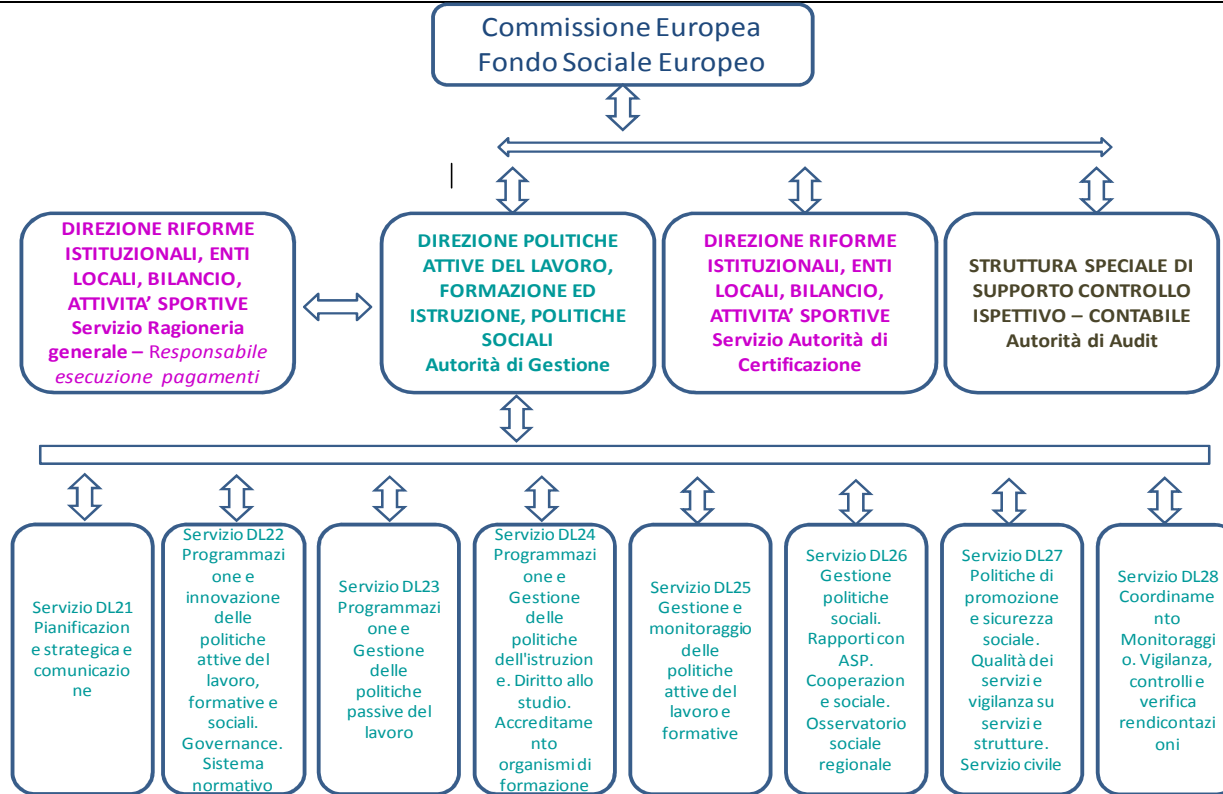 Commissione Europea
Fondo Sociale Europeo
DIREZIONE RIFORME
ISTITUZIONALI, ENTI
LOCALI, BILANCIO,
ATTIVITA’ SPORTIVE
Servizio Ragioneria
generale – Responsabile
esecuzione pagamenti
DIREZIONE POLITICHE
ATTIVE DEL LAVORO,
FORMAZIONE ED
ISTRUZIONE, POLITICHE
SOCIALI
Autorità di Gestione
DIREZIONE RIFORME
ISTITUZIONALI, ENTI
LOCALI, BILANCIO,
ATTIVITA’ SPORTIVE
Servizio Autorità di
Certificazione
STRUTTURA SPECIALE DI
SUPPORTO CONTROLLO
ISPETTIVO – CONTABILE
Autorità di Audit
Servizio DL21
Pianificazion
e strategica e
comunicazio
ne
Servizio DL22
Programmazi
one e
innovazione
delle
politiche
attive del
lavoro,
formative e
sociali.
Governance.
Sistema
normativo
Servizio DL23
Programmazi
one e
Gestione
delle
politiche
passive del
lavoro
Servizio DL24
Programmazi
one e
Gestione
delle
politiche
dell'istruzion
e. Diritto allo
studio.
Accreditame
nto
organismi di
formazione
Servizio DL25
Gestione e
monitoraggio
delle
politiche
attive del
lavoro e
formative
Servizio DL26
Gestione
politiche
sociali.
Rapporti con
ASP.
Cooperazion
e sociale.
Osservatorio
sociale
regionale
Servizio DL27
Politiche di
promozione
e sicurezza
sociale.
Qualità dei
servizi e
vigilanza su
servizi e
strutture.
Servizio civile
Servizio DL28
Coordiname
nto
Monitoraggi
o. Vigilanza,
controlli e
verifica
rendicontazi
oni